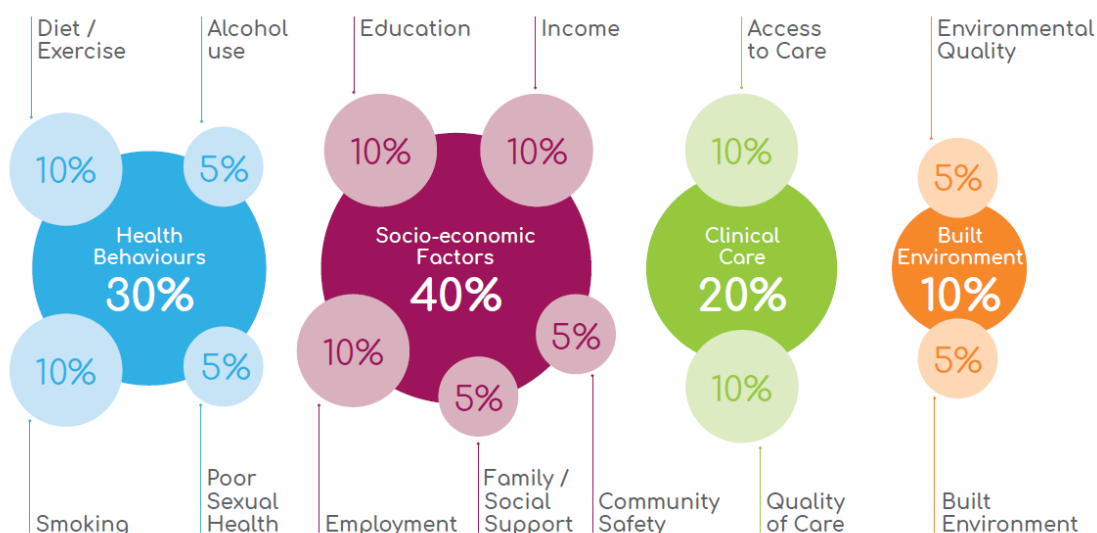 Diet /
Exercise
Alcohol
use
Education
Income
Access
to Care
Environmental
Quality
10%
5%
10%
10%
10%
5%
Health
Behaviours
30%
Socio-economic
Factors
40%
Clinical
Care
20%
Built
Environment
10%
10%
5%
10%
5%
5%
10%
5%
Smoking
Poor
Sexual
Health
Employment
Family /
Social
Support
Community
Safety
Quality
of Care
Built
Environment